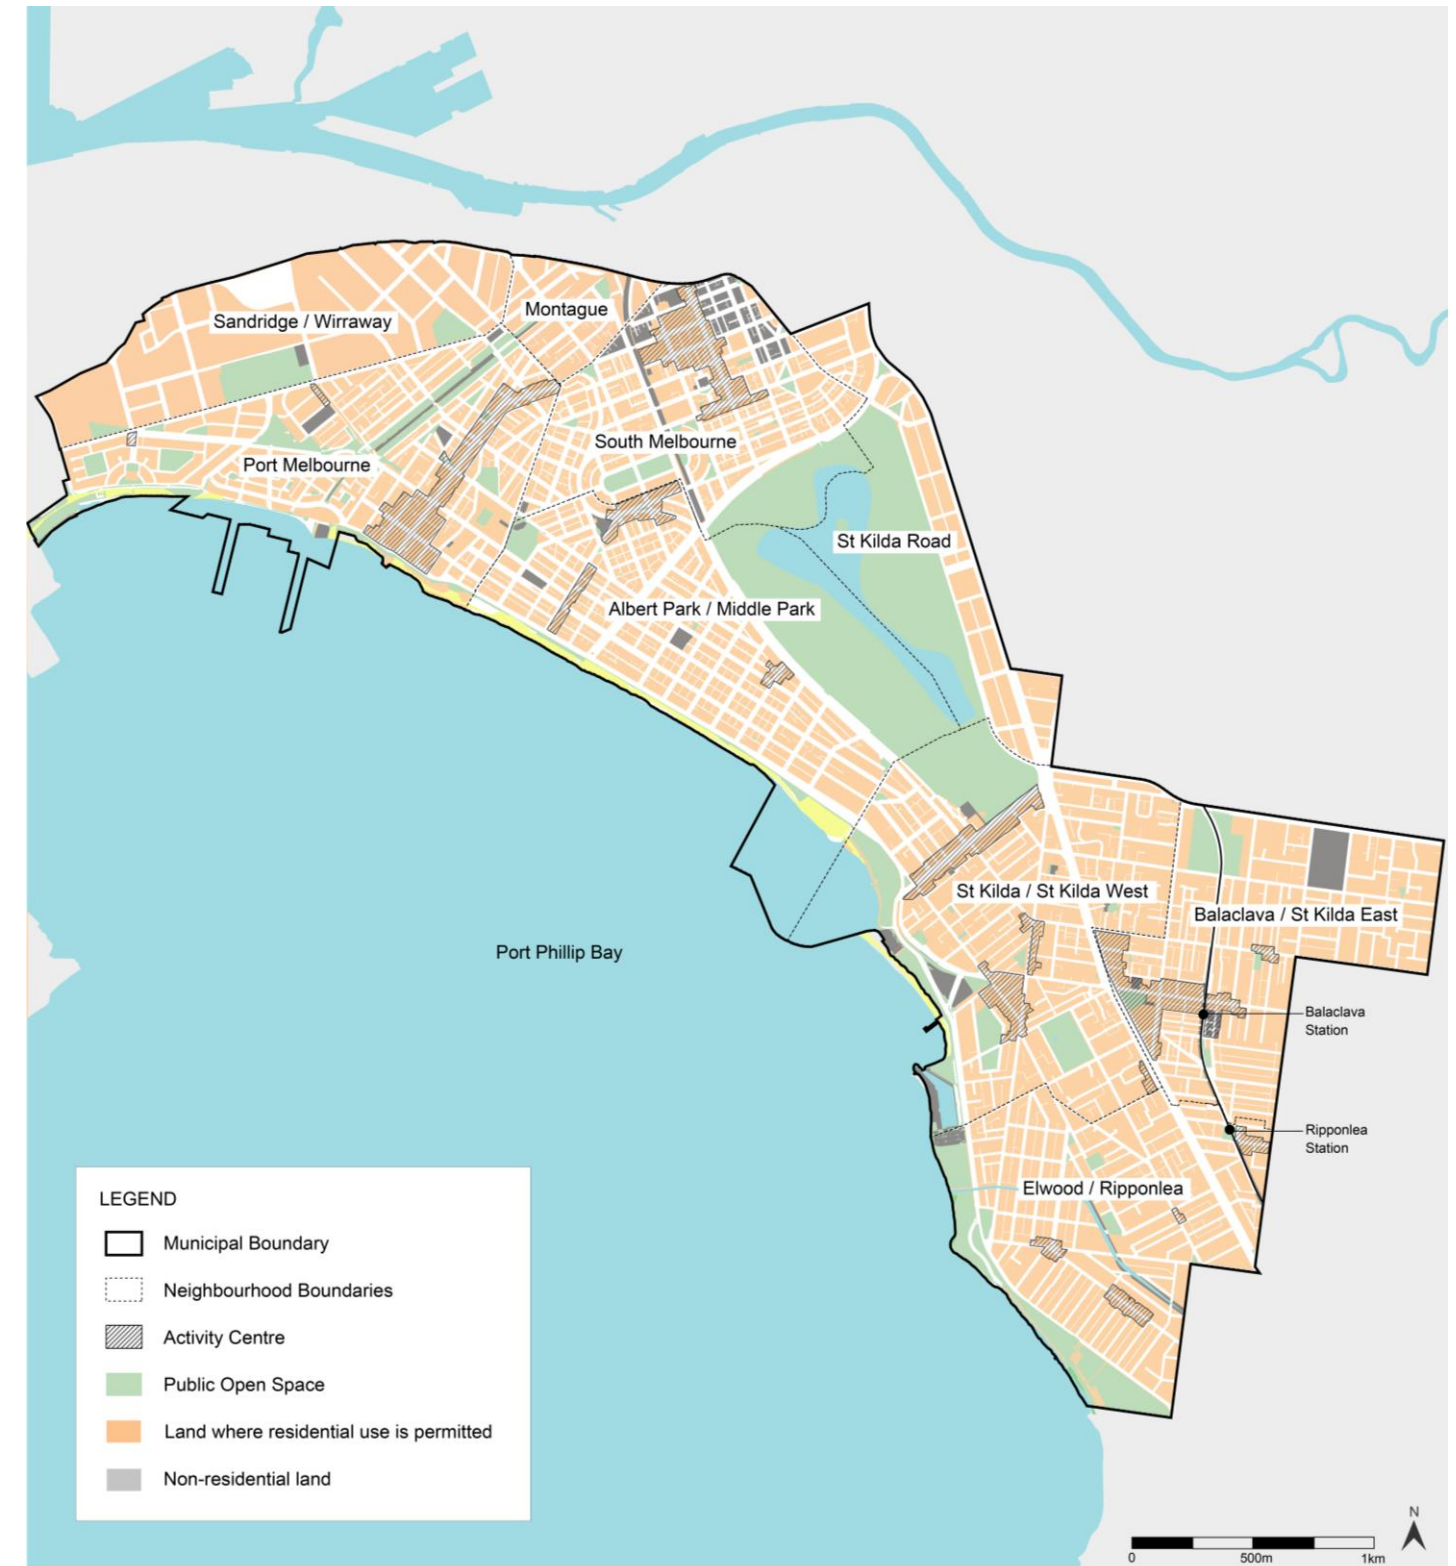 Sandridge / Wirraway
Montague
South Melbourne
Port Melbourne
St Kilda Road
Albert Park / Middle Park
St Kilda / St Kilda West
Balaclava / St Kilda East
Port Phillip Bay
Balaclava
Station
Ripponlea
Station
Elwood / Ripponlea
LEGEND
Municipal Boundary
Neighbourhood Boundaries
Activity Centre
Public Open Space
Land where residential use is permitted
Non-residential land
N
0 500m 1km